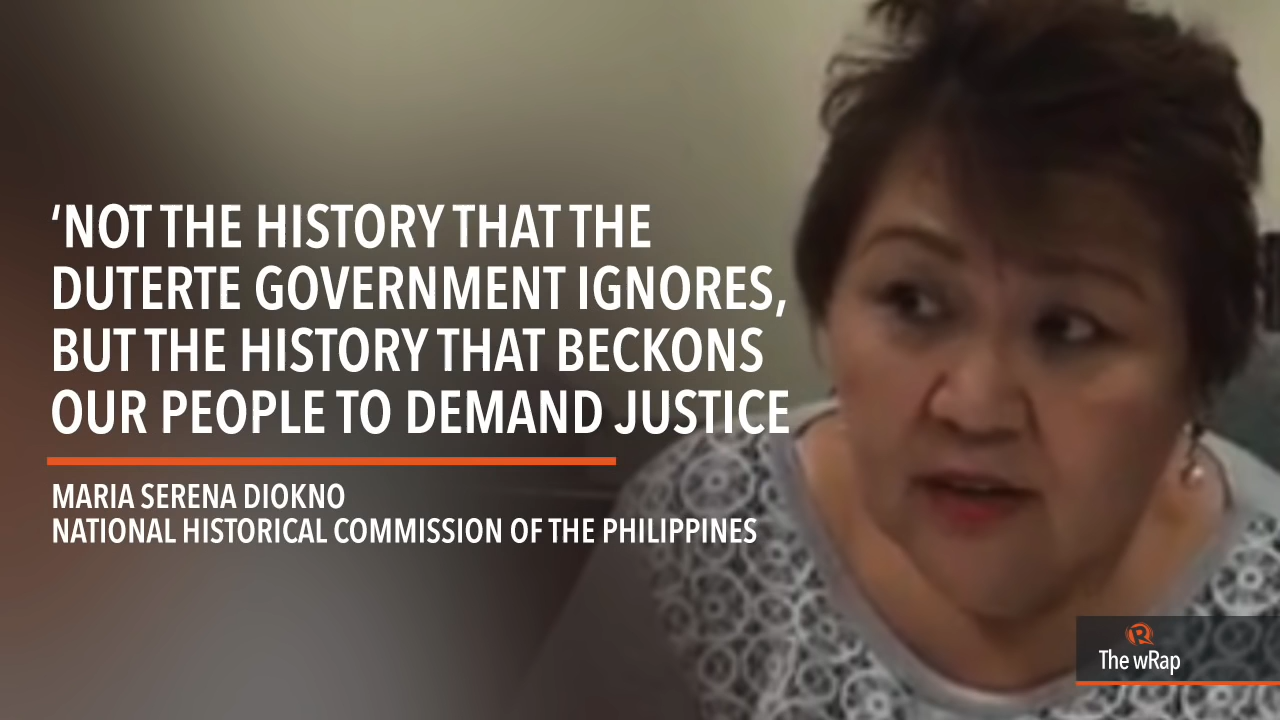 ‘NOT THE HISTORY THAT THE
DUTERTE GOVERNMENT IGNORES,
BUT THE HISTORY THAT BECKONS
OUR PEOPLE TO DEMAND JUSTICE
MARIA SERENA DIOKNO
NATIONAL HISTORICAL COMMISSION OF THE PHILIPPINES
R
The wRap